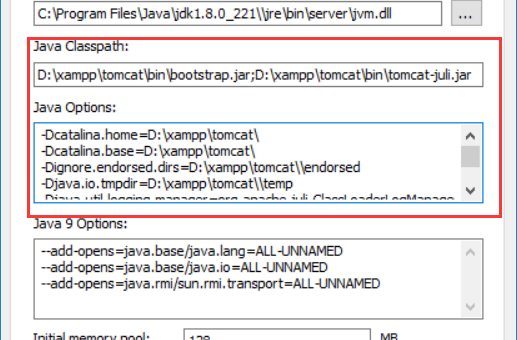 C:\Program Files\Java\jdk1.8.0_221\\jre\bin\server\jvm.dll
...
Java Classpath:
D:\xampp\tomcat\bin\bootstrap.jar;D:\xampp\tomcat\bin\tomcat-juli.jar
Java Options:
-Dcatalina.home=D:\xampp\tomcat\
-Dcatalina.base=D:\xampp\tomcat\
-Dignore.endorsed.dirs=D:\xampp\tomcat\\endorsed
-Djava.io.tmpdir=D:\xampp\tomcat\\temp
-Djava.util.logging.manager=org.apache.juli.ClassLoaderLogManage
Java 9 Options:
--add-opens=java.base/java.lang=ALL-UNNAMED
--add-opens=java.base/java.io=ALL-UNNAMED
--add-opens=java.rmi/sun.rmi.transport=ALL-UNNAMED
Initial memory pool:
128
MB